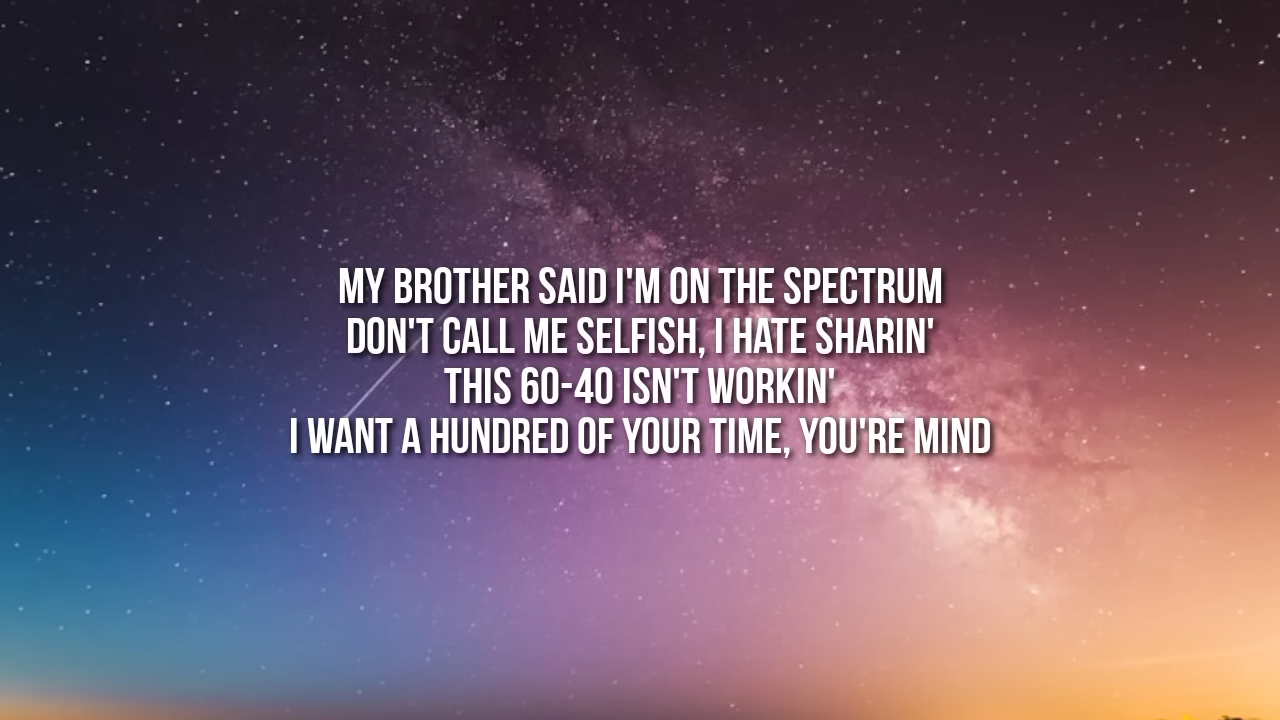 MY BROTHER SAID I'M ON THE SPECTRUM
DON'T CALL ME SELFISH, I HATE SHARIN'
THIS 60-40 ISN'T WORKIN'
I WANT A HUNDRED OF YOUR TIME, YOU'RE MIND